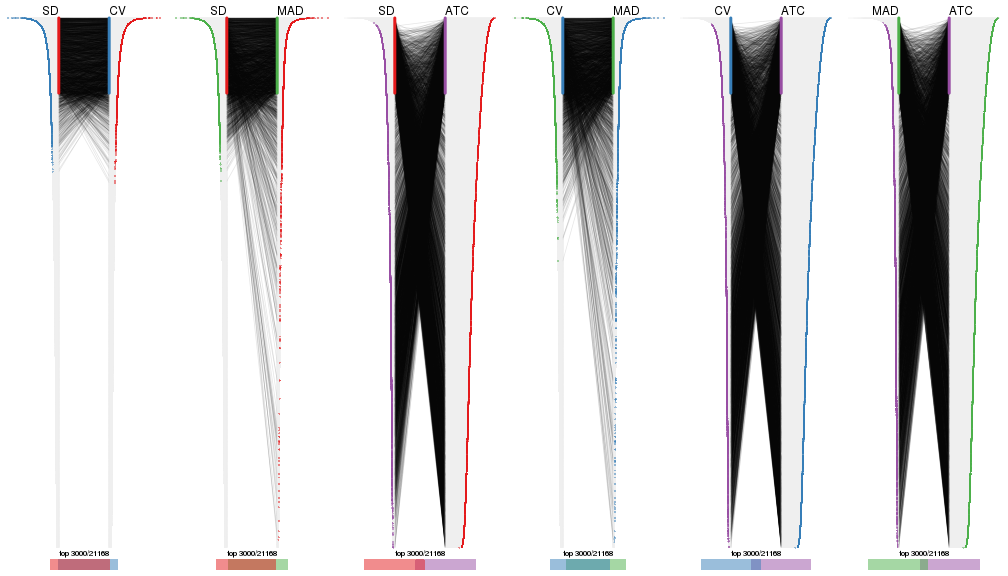 SD CV
SD MAD
SD ATC
CV MAD
CV ATC
MAD ATC
top 3000/21168
top 3000/21168
top 3000/21168
top 3000/21168
top 3000/21168
top 3000/21168